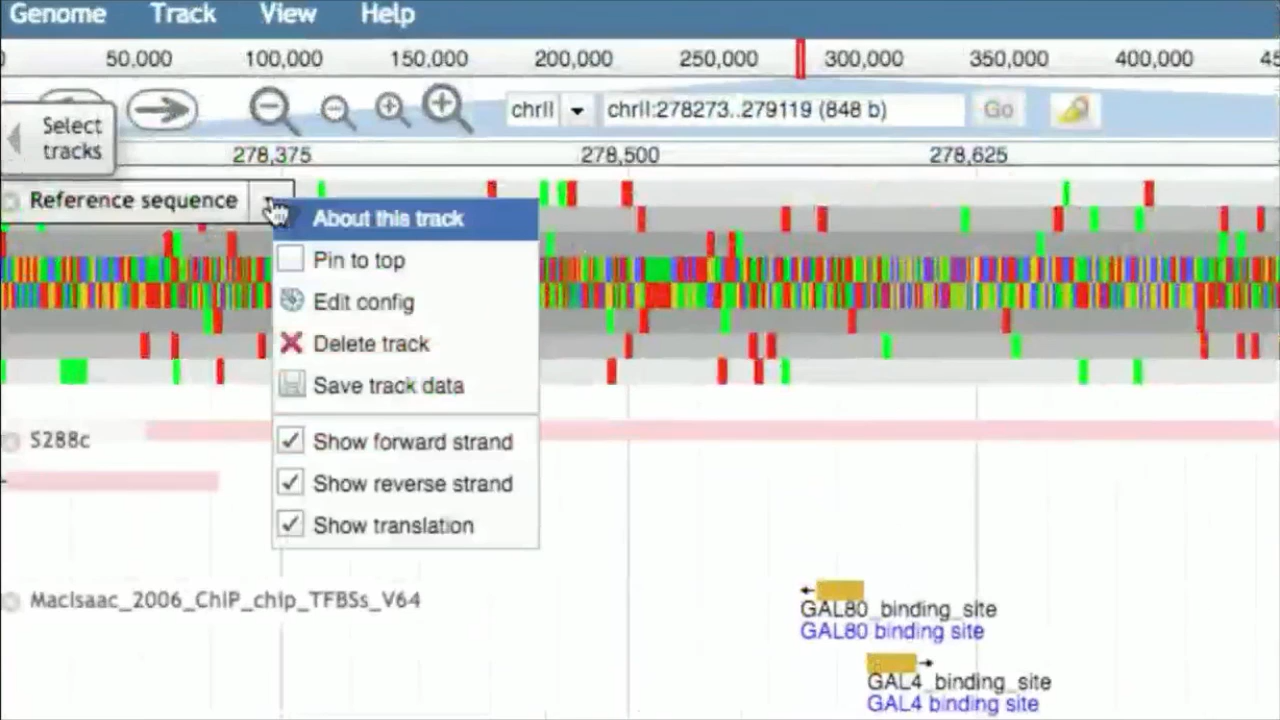 Genome Track View Help
50,000 100,000 150,000 200,000 250,000 300,000 350,000 400,000 45
Select
tracks
chrII chrII:278273..279119 (848 b) Go
278,375 278,500 278,625
Reference sequence
About this track
Pin to top
Edit config
Delete track
Save track data
Show forward strand
Show reverse strand
Show translation
S288c
MacIsaac_2006_ChIP_chip_TFBSs_V64
GAL80_binding_site
GAL80 binding site
GAL4_binding_site
GAL4 binding site